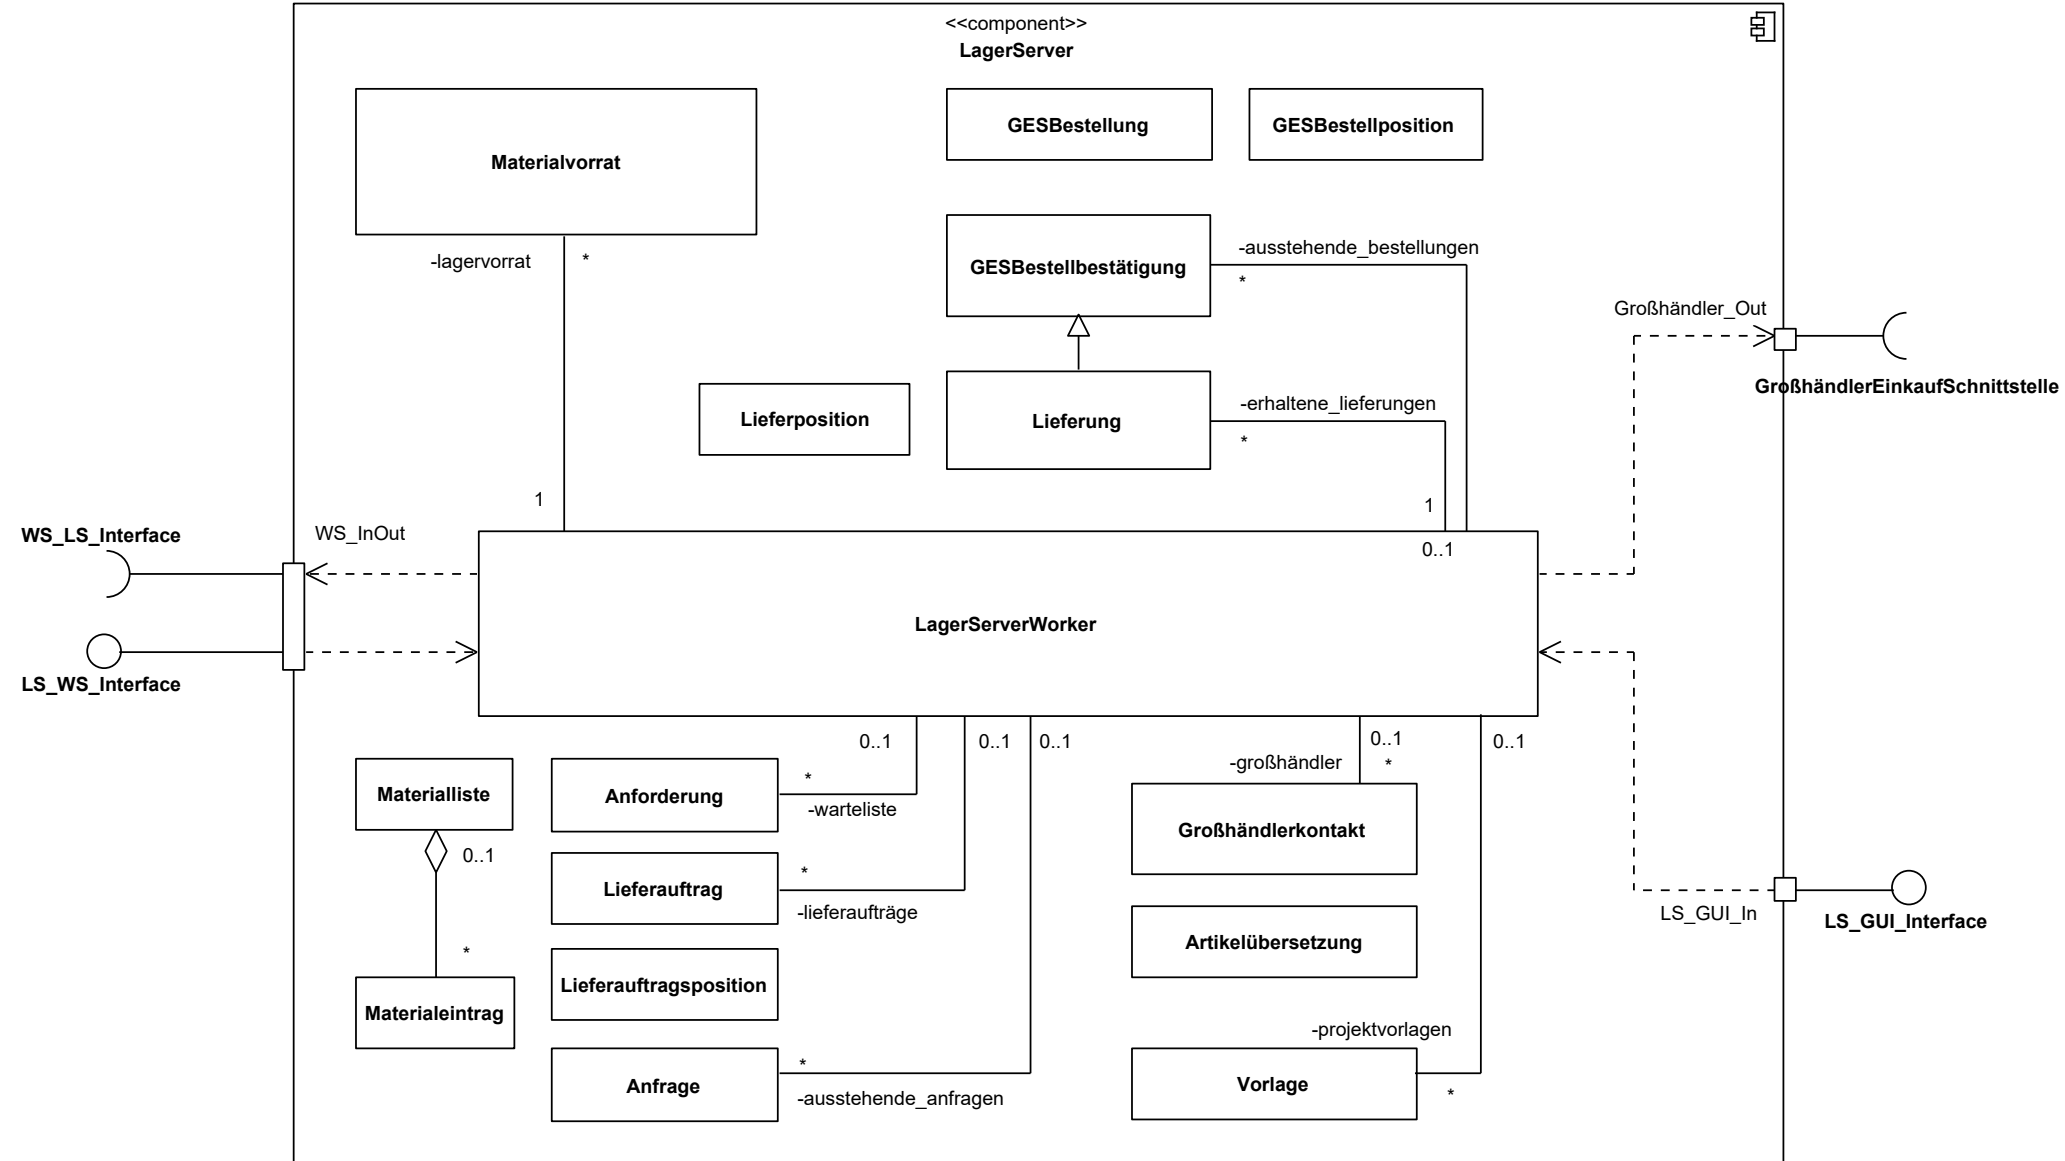 <<component>>
LagerServer
Materialvorrat
GESBestellung
GESBestellposition
-lagervorrat
*
GESBestellbestätigung
-ausstehende_bestellungen
*
Großhändler_Out
GroßhändlerEinkaufSchnittstelle
Lieferposition
Lieferung
-erhaltene_lieferungen
*
1
1
WS_LS_Interface
WS_InOut
0..1
LagerServerWorker
LS_WS_Interface
0..1
0..1
0..1
0..1
0..1
-großhändler
*
Materialliste
Anforderung
*
-warteliste
Großhändlerkontakt
0..1
Lieferauftrag
*
-lieferaufträge
LS_GUI_In
LS_GUI_Interface
Artikelübersetzung
*
Lieferauftragsposition
Materialeintrag
-projektvorlagen
Anfrage
*
-ausstehende_anfragen
Vorlage
*